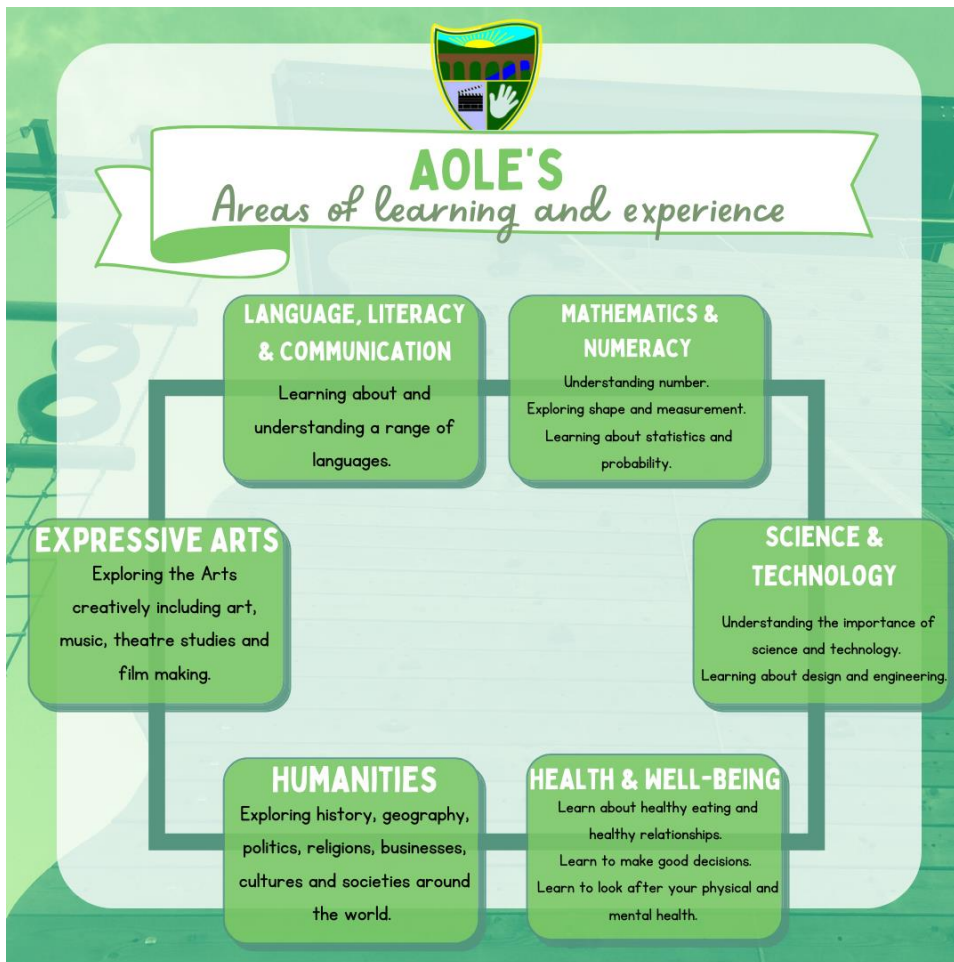 AOLE'S
Areas of learning and experience
LANGUAGE, LITERACY
& COMMUNICATION
Learning about and
understanding a range of
languages.
MATHEMATICS &
NUMERACY
Understanding number.
Exploring shape and measurement.
Learning about statistics and
probability.
EXPRESSIVE ARTS
Exploring the Arts
creatively including art,
music, theatre studies and
film making.
SCIENCE &
TECHNOLOGY
Understanding the importance of
science and technology.
Learning about design and engineering.
HUMANITIES
Exploring history, geography,
politics, religions, businesses,
cultures and societies around
the world.
HEALTH & WELL-BEING
Learn about healthy eating and
healthy relationships.
Learn to make good decisions.
Learn to look after your physical and
mental health.